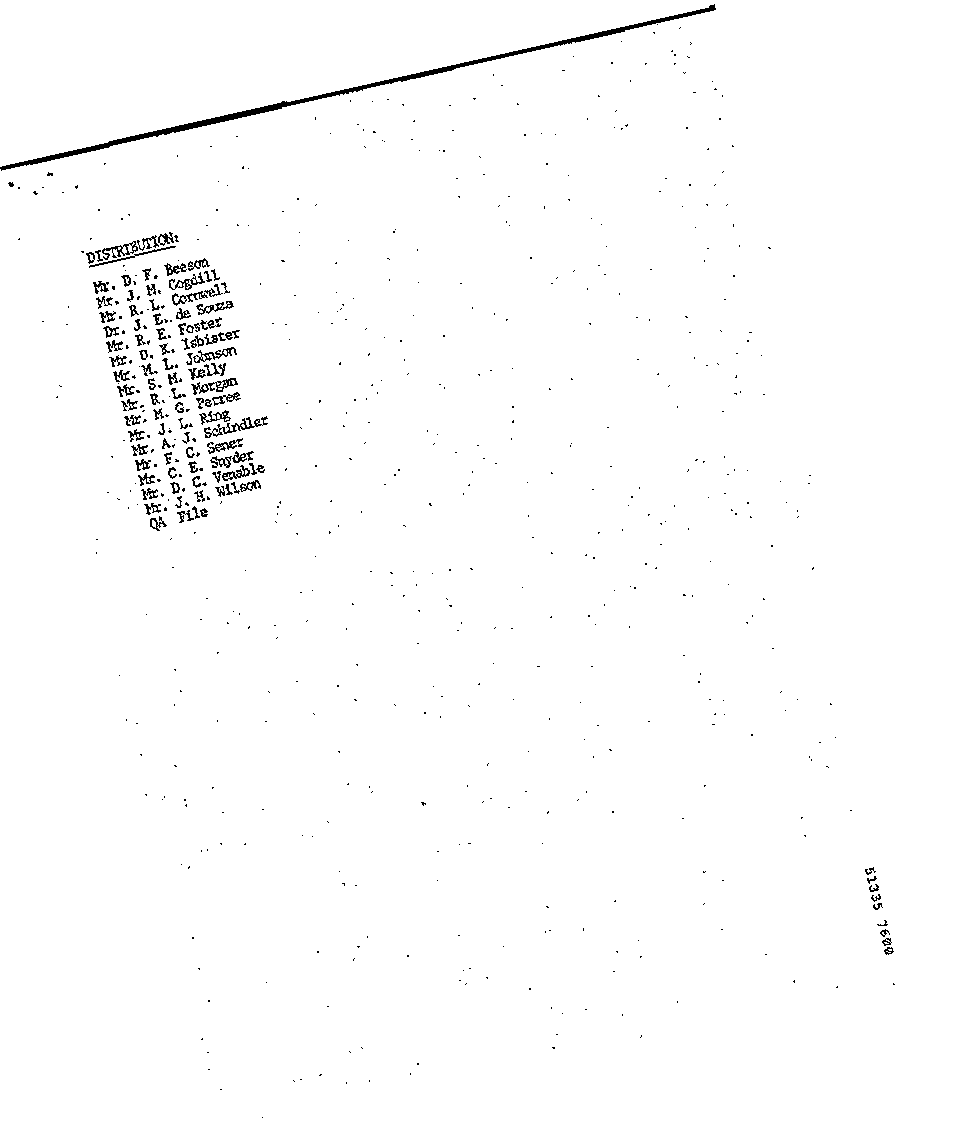 DISTRIBUTION:
Mr. D. F. Beeson
Mr. J. M. Cogdill
Mr. R. L. Cornwell
Dr. J. E. de Souza
Mr. R. E. Foster
Mr. D. K. Isbister
Mr. M. L. Johnson
Mr. S. M. Kelly
Mr. R. L. Morgan
Mr. M. G. Petree
Mr. J. L. Ring
Mr. A. J. Schindler
Mr. F. C. Sener
Mr. C. E. Snyder
Mr. D. C. Venable
Mr. J. H. Wilson
QA File
51335 7600